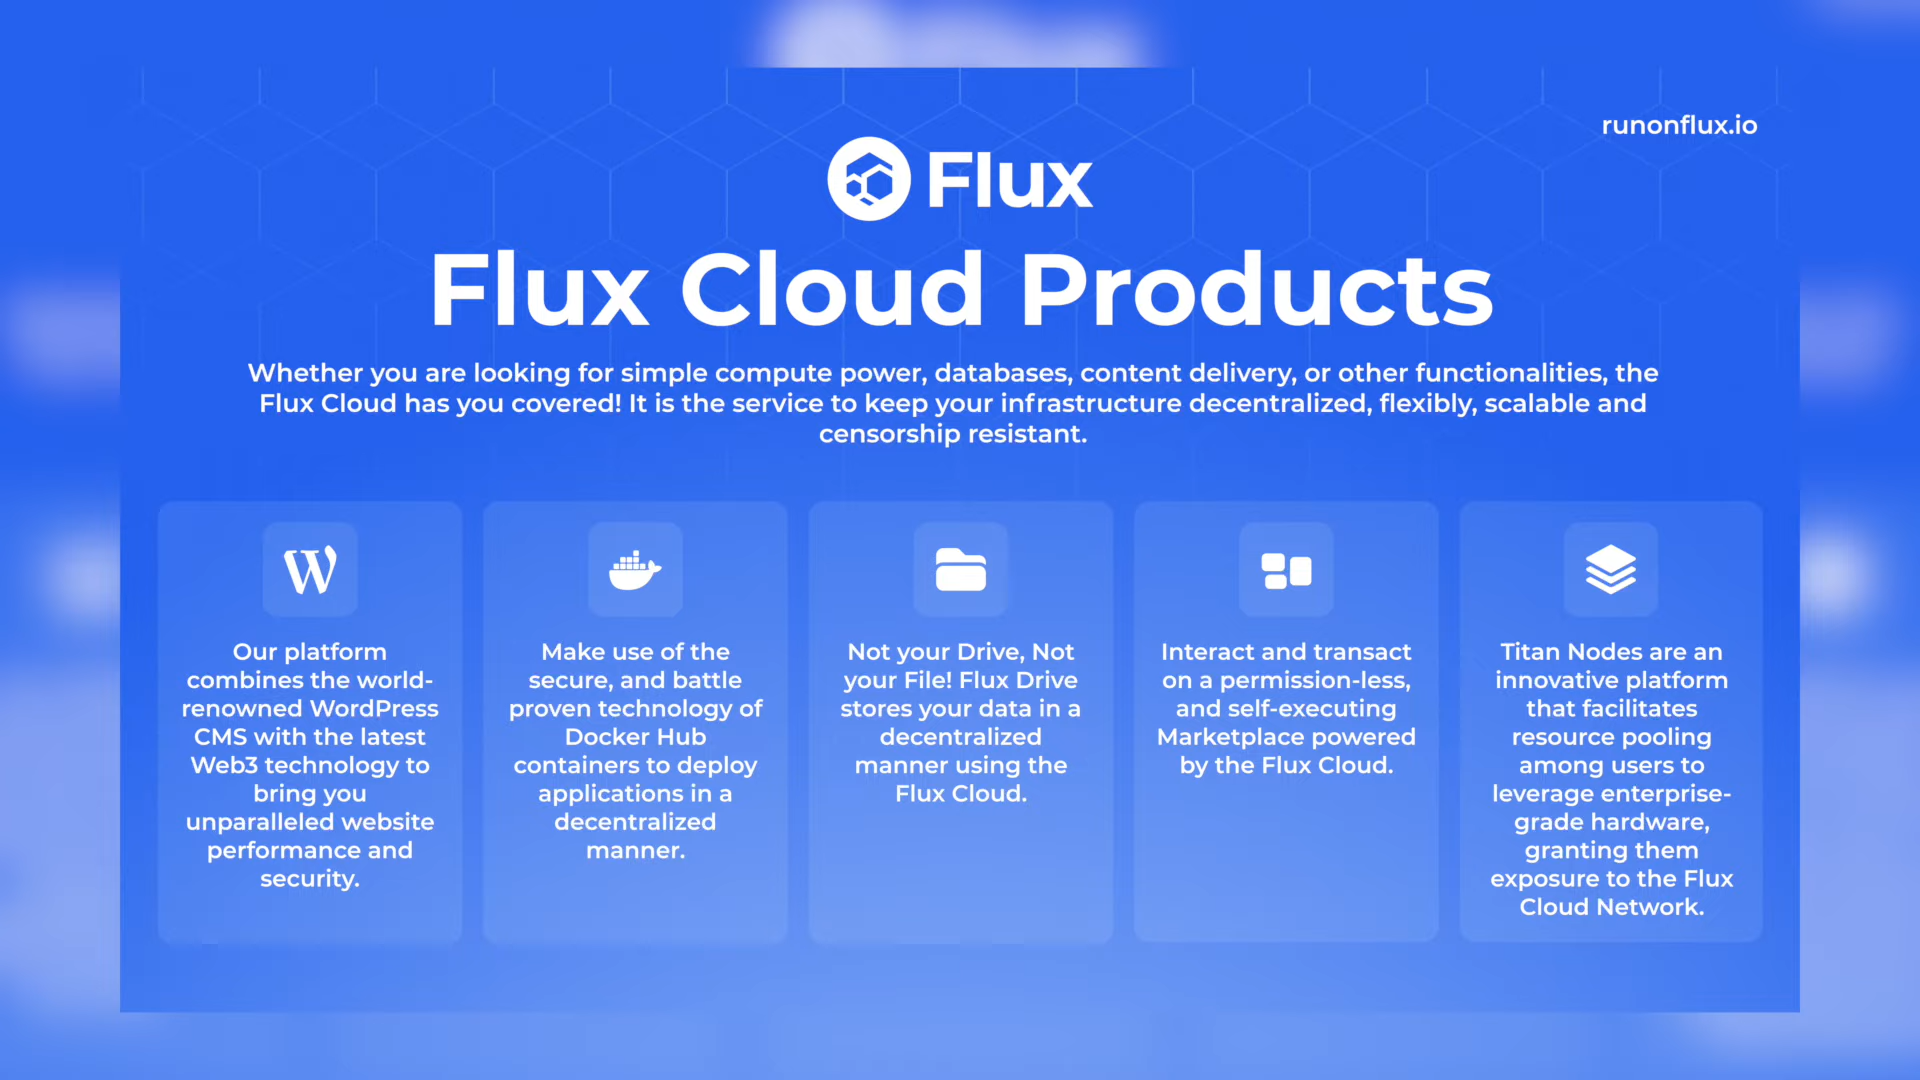 runonflux.io
Flux
Flux Cloud Products
Whether you are looking for simple compute power, databases, content delivery, or other functionalities, the
Flux Cloud has you covered! It is the service to keep your infrastructure decentralized, flexibly, scalable and
censorship resistant.
Our platform
combines the world-
renowned WordPress
CMS with the latest
Web3 technology to
bring you
unparalleled website
performance and
security.
Make use of the
secure, and battle
proven technology of
Docker Hub
containers to deploy
applications in a
decentralized
manner.
Not your Drive, Not
your File! Flux Drive
stores your data in a
decentralized
manner using the
Flux Cloud.
Interact and transact
on a permission-less,
and self-executing
Marketplace powered
by the Flux Cloud.
Titan Nodes are an
innovative platform
that facilitates
resource pooling
among users to
leverage enterprise-
grade hardware,
granting them
exposure to the Flux
Cloud Network.